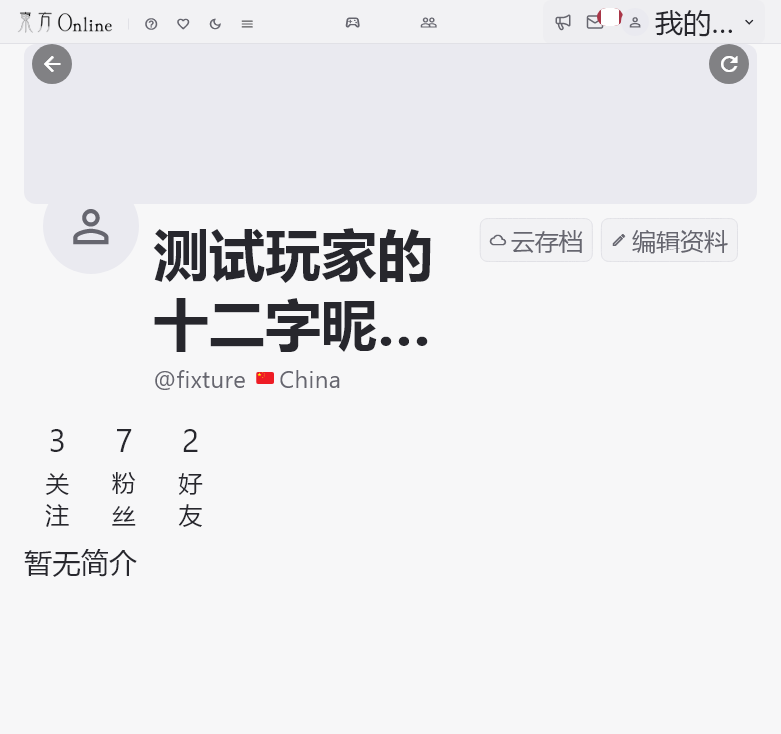 東方Online
我的...
测试玩家的
十二字昵...
云存档
编辑资料
@fixture China
3 7 2
关注 粉丝 好友
暂无简介